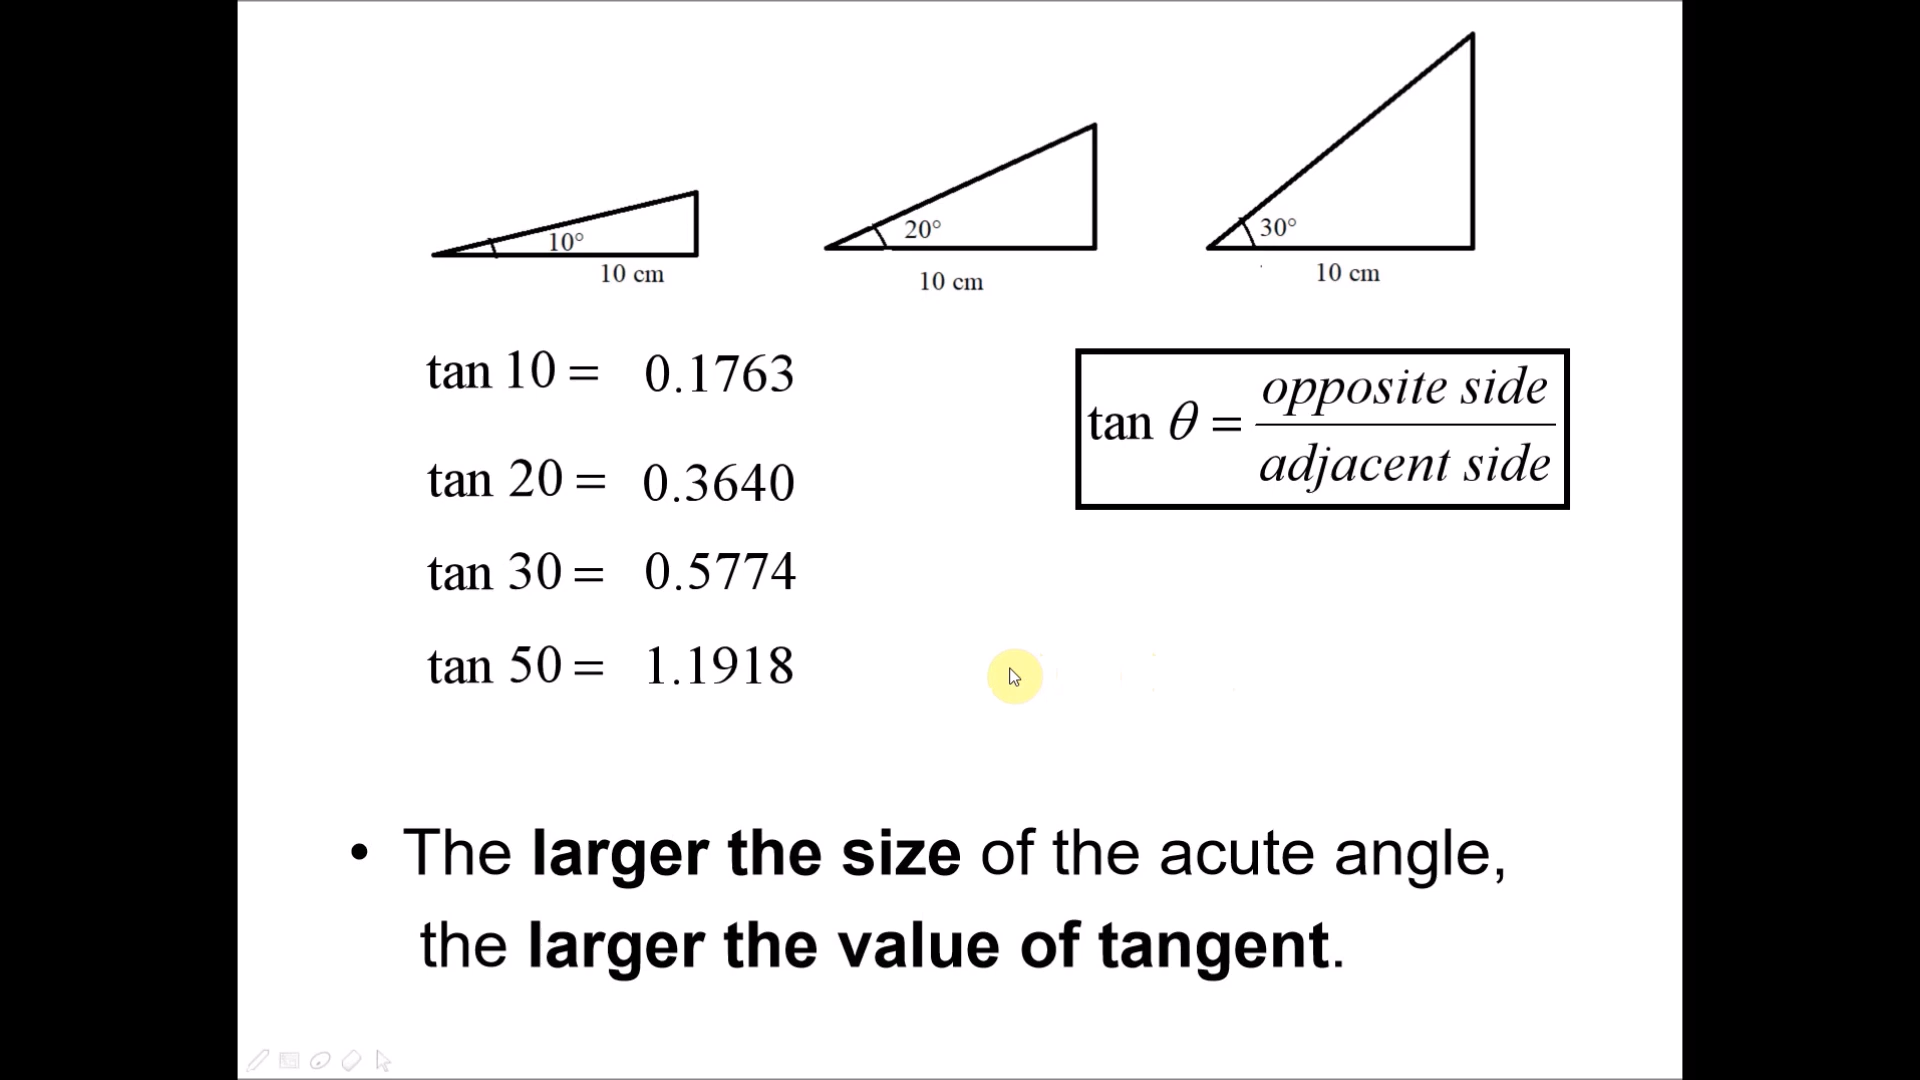 10°
10 cm
20°
10 cm
30°
10 cm
tan 10 = 0.1763
tan 20 = 0.3640
tan 30 = 0.5774
tan 50 = 1.1918
tan θ = opposite side / adjacent side
• The larger the size of the acute angle,
the larger the value of tangent.